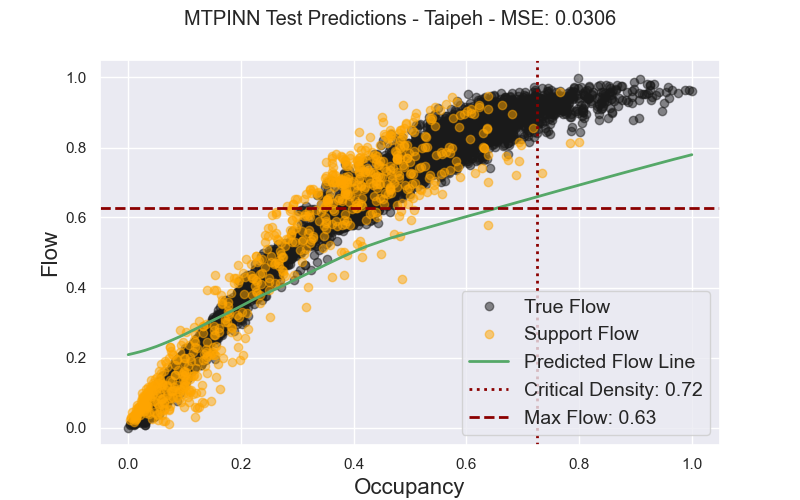 MTPINN Test Predictions - Taipeh - MSE: 0.0306
Flow
1.0
0.8
0.6
0.4
0.2
0.0
True Flow
Support Flow
Predicted Flow Line
Critical Density: 0.72
Max Flow: 0.63
0.0 0.2 0.4 0.6 0.8 1.0
Occupancy